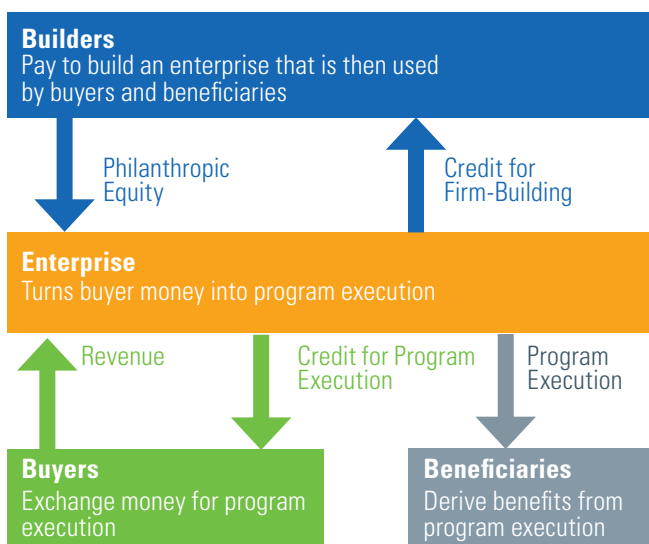 Builders
Pay to build an enterprise that is then used
by buyers and beneficiaries
Philanthropic
Equity
Credit for
Firm-Building
Enterprise
Turns buyer money into program execution
Revenue
Credit for Program
Execution
Program
Execution
Buyers
Exchange money for program
execution
Beneficiaries
Derive benefits from
program execution